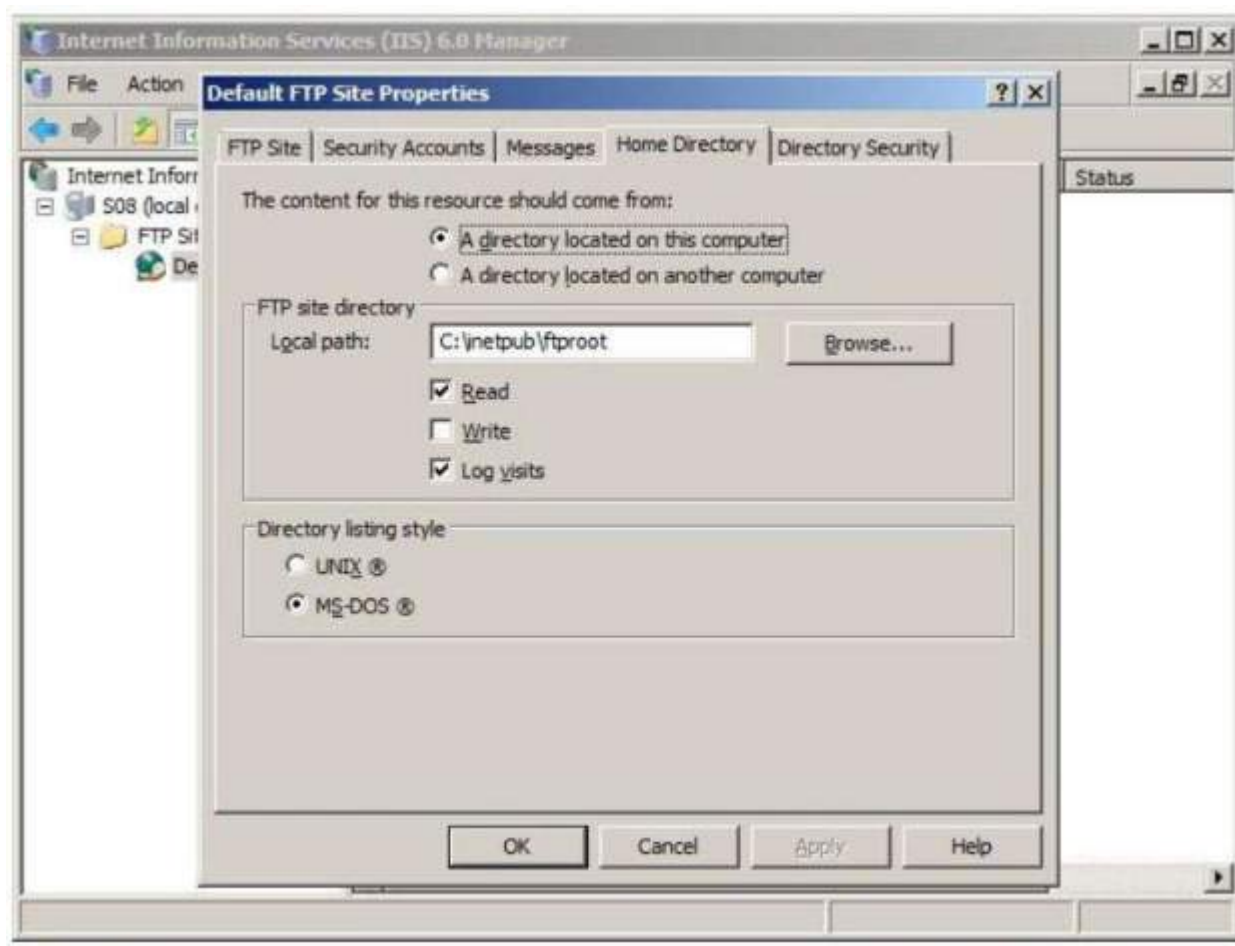 Internet Information Services (IIS) 6.0 Manager
File Action
Default FTP Site Properties
FTP Site Security Accounts Messages Home Directory Directory Security
Internet Inforr
S08 (local
FTP Sit
De
Status
The content for this resource should come from:
A directory located on this computer
A directory located on another computer
FTP site directory
Local path: C:\inetpub\ftproot Browse...
Read
Write
Log visits
Directory listing style
UNIX ®
MS-DOS ®
OK Cancel Apply Help